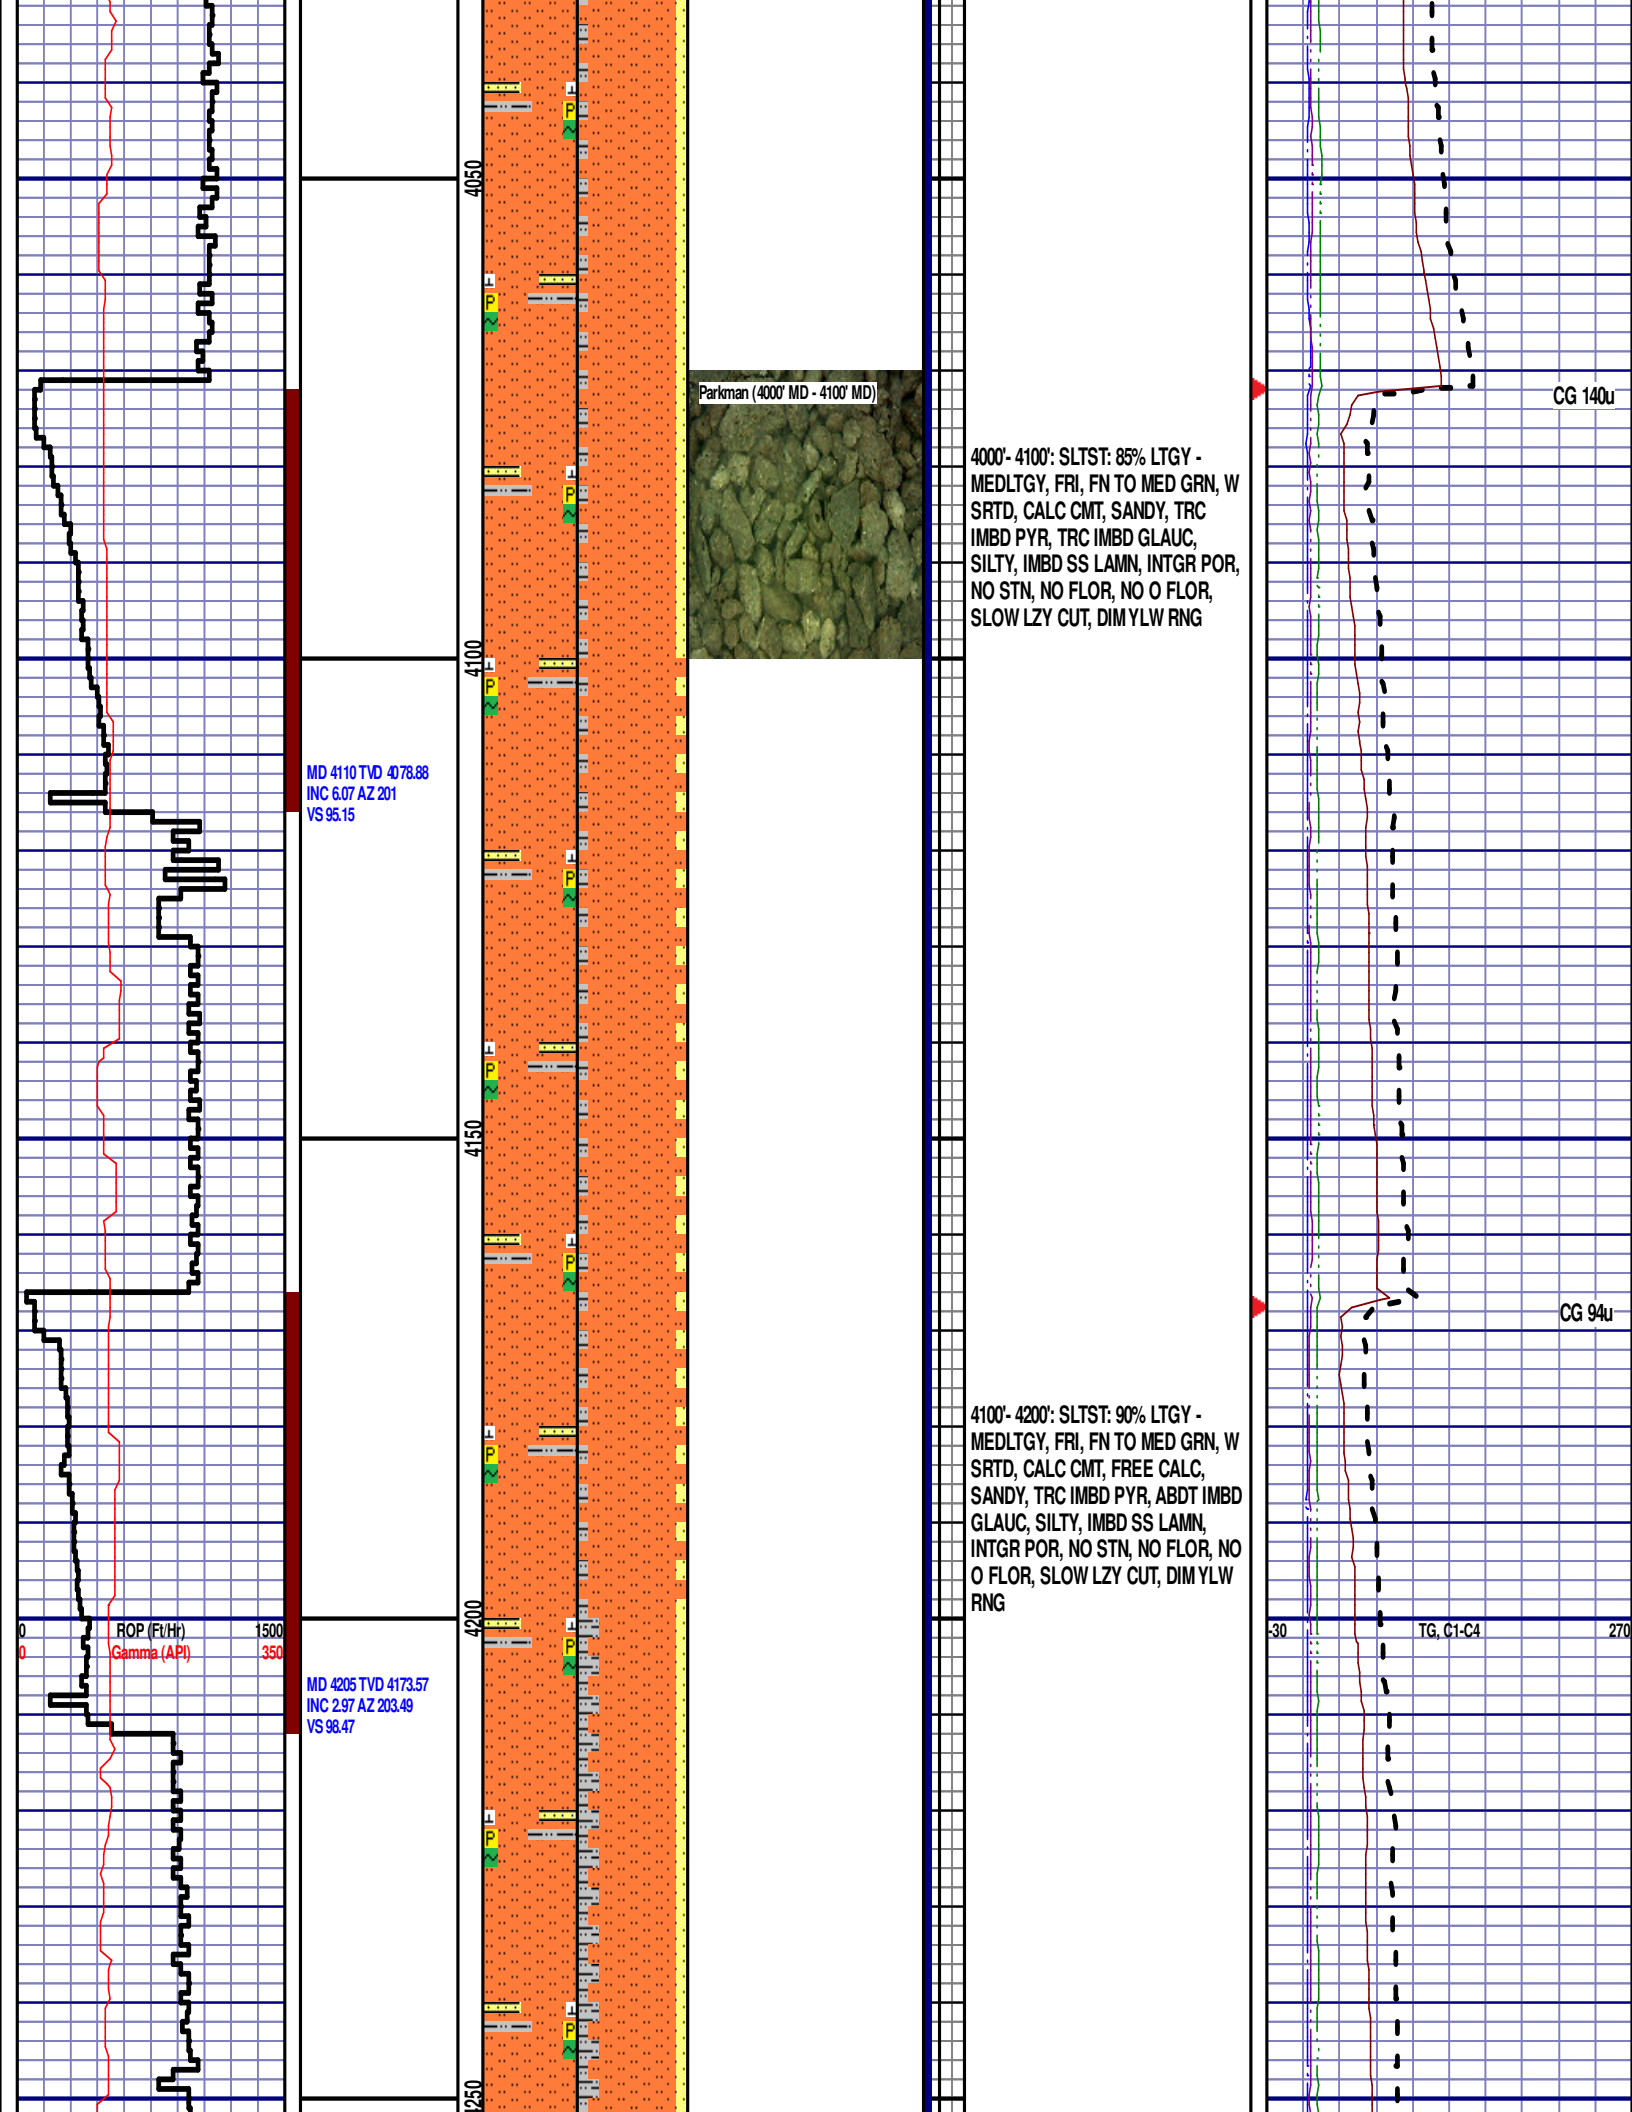 4050
Parkman (4000' MD - 4100' MD)
CG 140u
4000'- 4100': SLTST: 85% LTGY -
MEDLTGY, FRI, FN TO MED GRN, W
SRTD, CALC CMT, SANDY, TRC
IMBD PYR, TRC IMBD GLAUC,
SILTY, IMBD SS LAMN, INTGR POR,
NO STN, NO FLOR, NO O FLOR,
SLOW LZY CUT, DIM YLW RNG
4100
MD 4110 TVD 4078.88
INC 6.07 AZ 201
VS 95.15
4150
CG 94u
4100'- 4200': SLTST: 90% LTGY -
MEDLTGY, FRI, FN TO MED GRN, W
SRTD, CALC CMT, FREE CALC,
SANDY, TRC IMBD PYR, ABDT IMBD
GLAUC, SILTY, IMBD SS LAMN,
INTGR POR, NO STN, NO FLOR, NO
O FLOR, SLOW LZY CUT, DIM YLW
RNG
4200
0 ROP (Ft/Hr) 1500
0 Gamma (API) 350
-30 TG, C1-C4 270
MD 4205 TVD 4173.57
INC 2.97 AZ 203.49
VS 98.47
4250
P
P
P
P
P
P
P
P
P
P
P